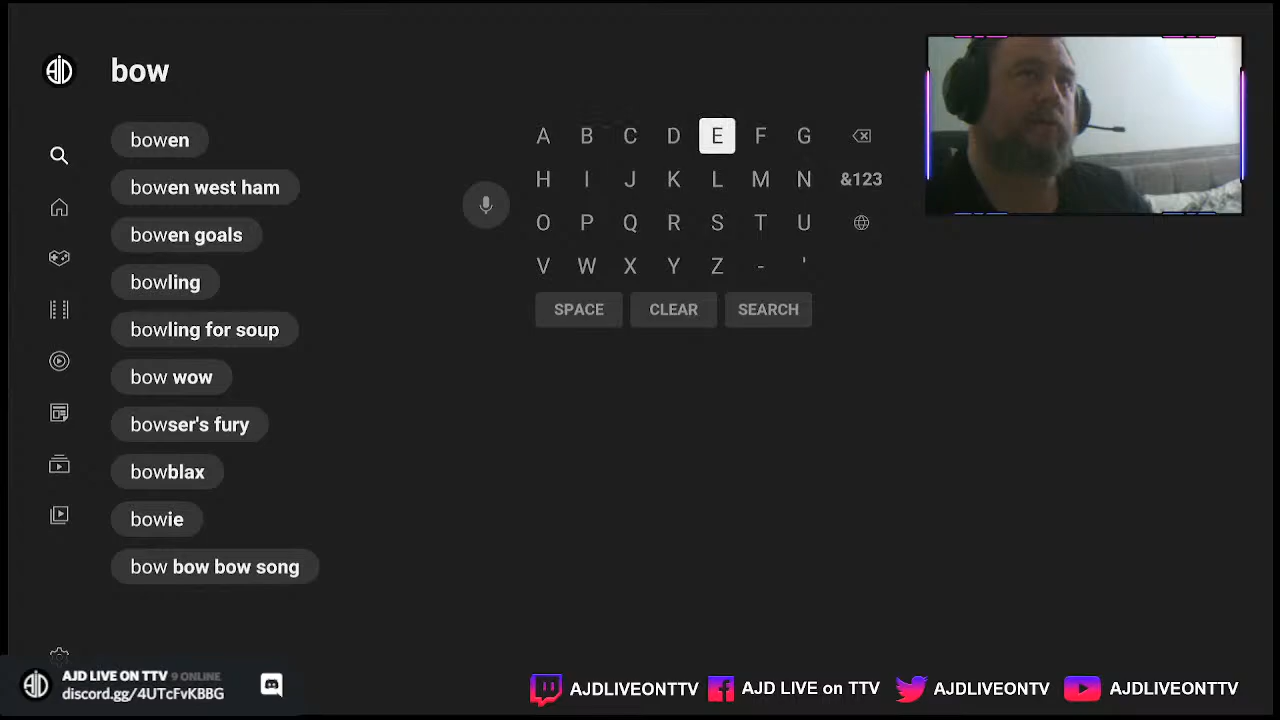 bow
bowen
bowen west ham
bowen goals
bowling
bowling for soup
bow wow
bowser's fury
bowblax
bowie
bow bow bow song
A B C D E F G
H I J K L M N &123
O P Q R S T U
V W X Y Z - '
SPACE CLEAR SEARCH
AJD LIVE ON TTV 9 ONLINE
discord.gg/4UTcFvKBBG
AJDLIVEONTTV AJD LIVE on TTV AJDLIVEONTV AJDLIVEONTTV